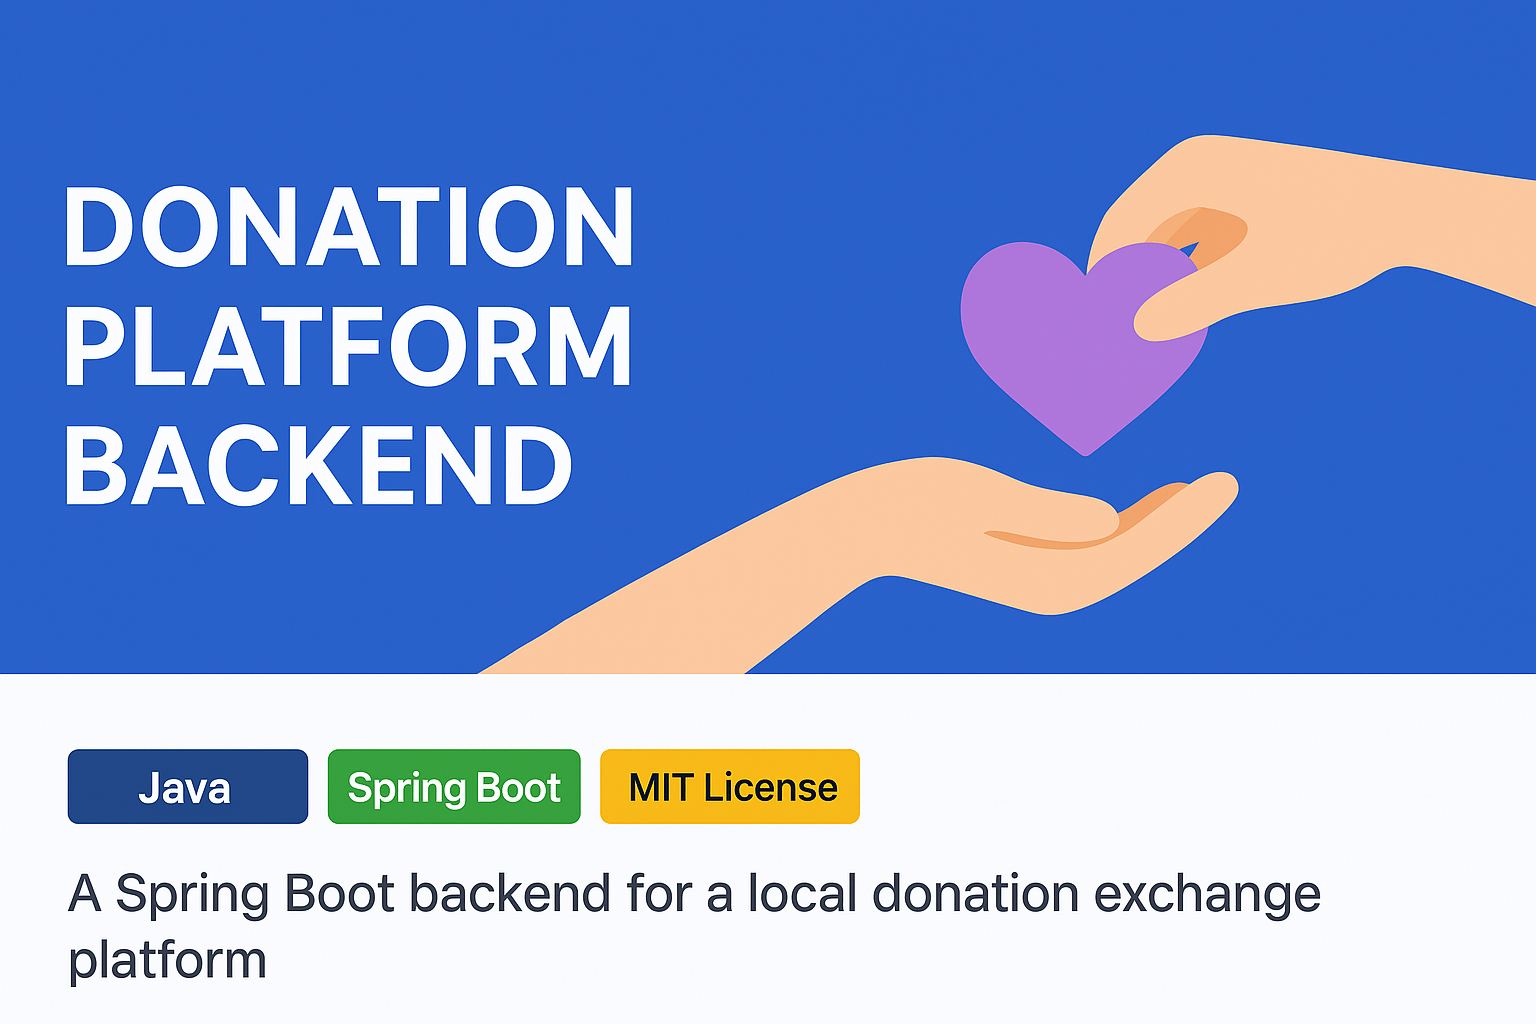 DONATION
PLATFORM
BACKEND
Java
Spring Boot
MIT License
A Spring Boot backend for a local donation exchange
platform